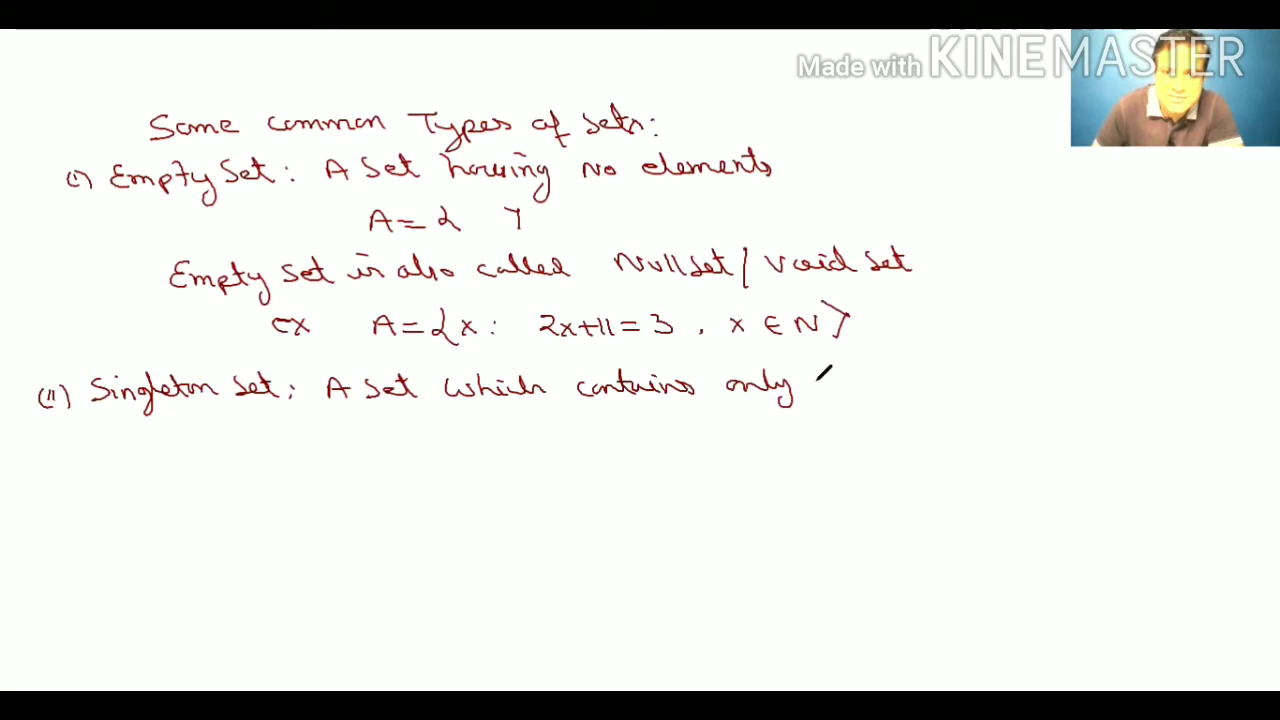 Made with KINEMASTER
Some common Types of sets:
(i) Empty Set: A Set having No elements
A = { }
Empty set is also called Null set / Void set
ex A = {x: 2x+11=3, x ∈ N}
(ii) Singleton set: A set which contains only